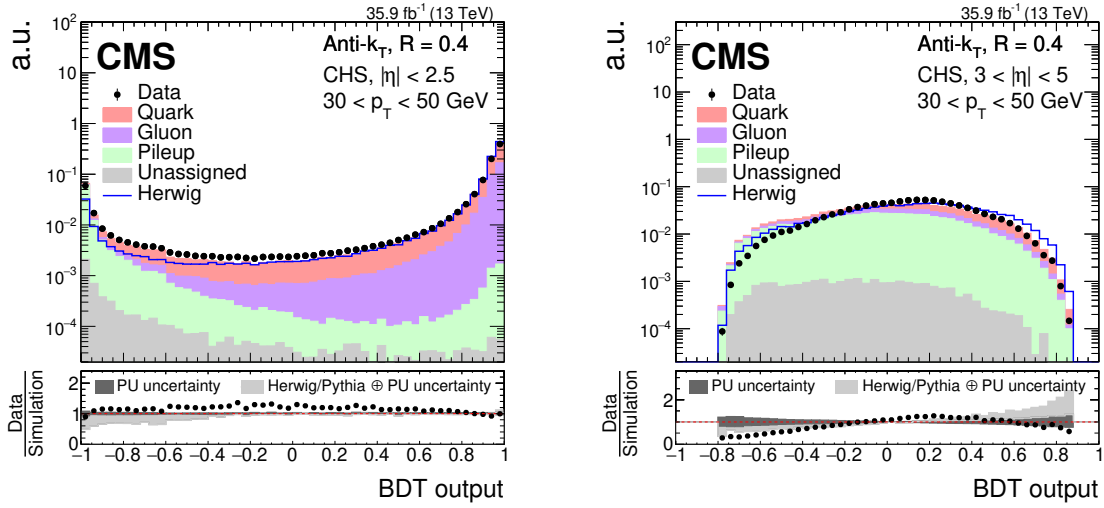 35.9 fb⁻¹ (13 TeV)
a.u.
10²
10
1
10⁻¹
10⁻²
10⁻³
10⁻⁴
CMS
Anti-k_T, R = 0.4
CHS, |η| < 2.5
30 < p_T < 50 GeV
Data
Quark
Gluon
Pileup
Unassigned
Herwig
Data
Simulation
2
1
0
PU uncertainty
Herwig/Pythia ⊕ PU uncertainty
−1 −0.8 −0.6 −0.4 −0.2 0 0.2 0.4 0.6 0.8 1
BDT output
35.9 fb⁻¹ (13 TeV)
a.u.
10²
10
1
10⁻¹
10⁻²
10⁻³
10⁻⁴
CMS
Anti-k_T, R = 0.4
CHS, 3 < |η| < 5
30 < p_T < 50 GeV
Data
Quark
Gluon
Pileup
Unassigned
Herwig
Data
Simulation
2
0
PU uncertainty
Herwig/Pythia ⊕ PU uncertainty
−1 −0.8 −0.6 −0.4 −0.2 0 0.2 0.4 0.6 0.8 1
BDT output